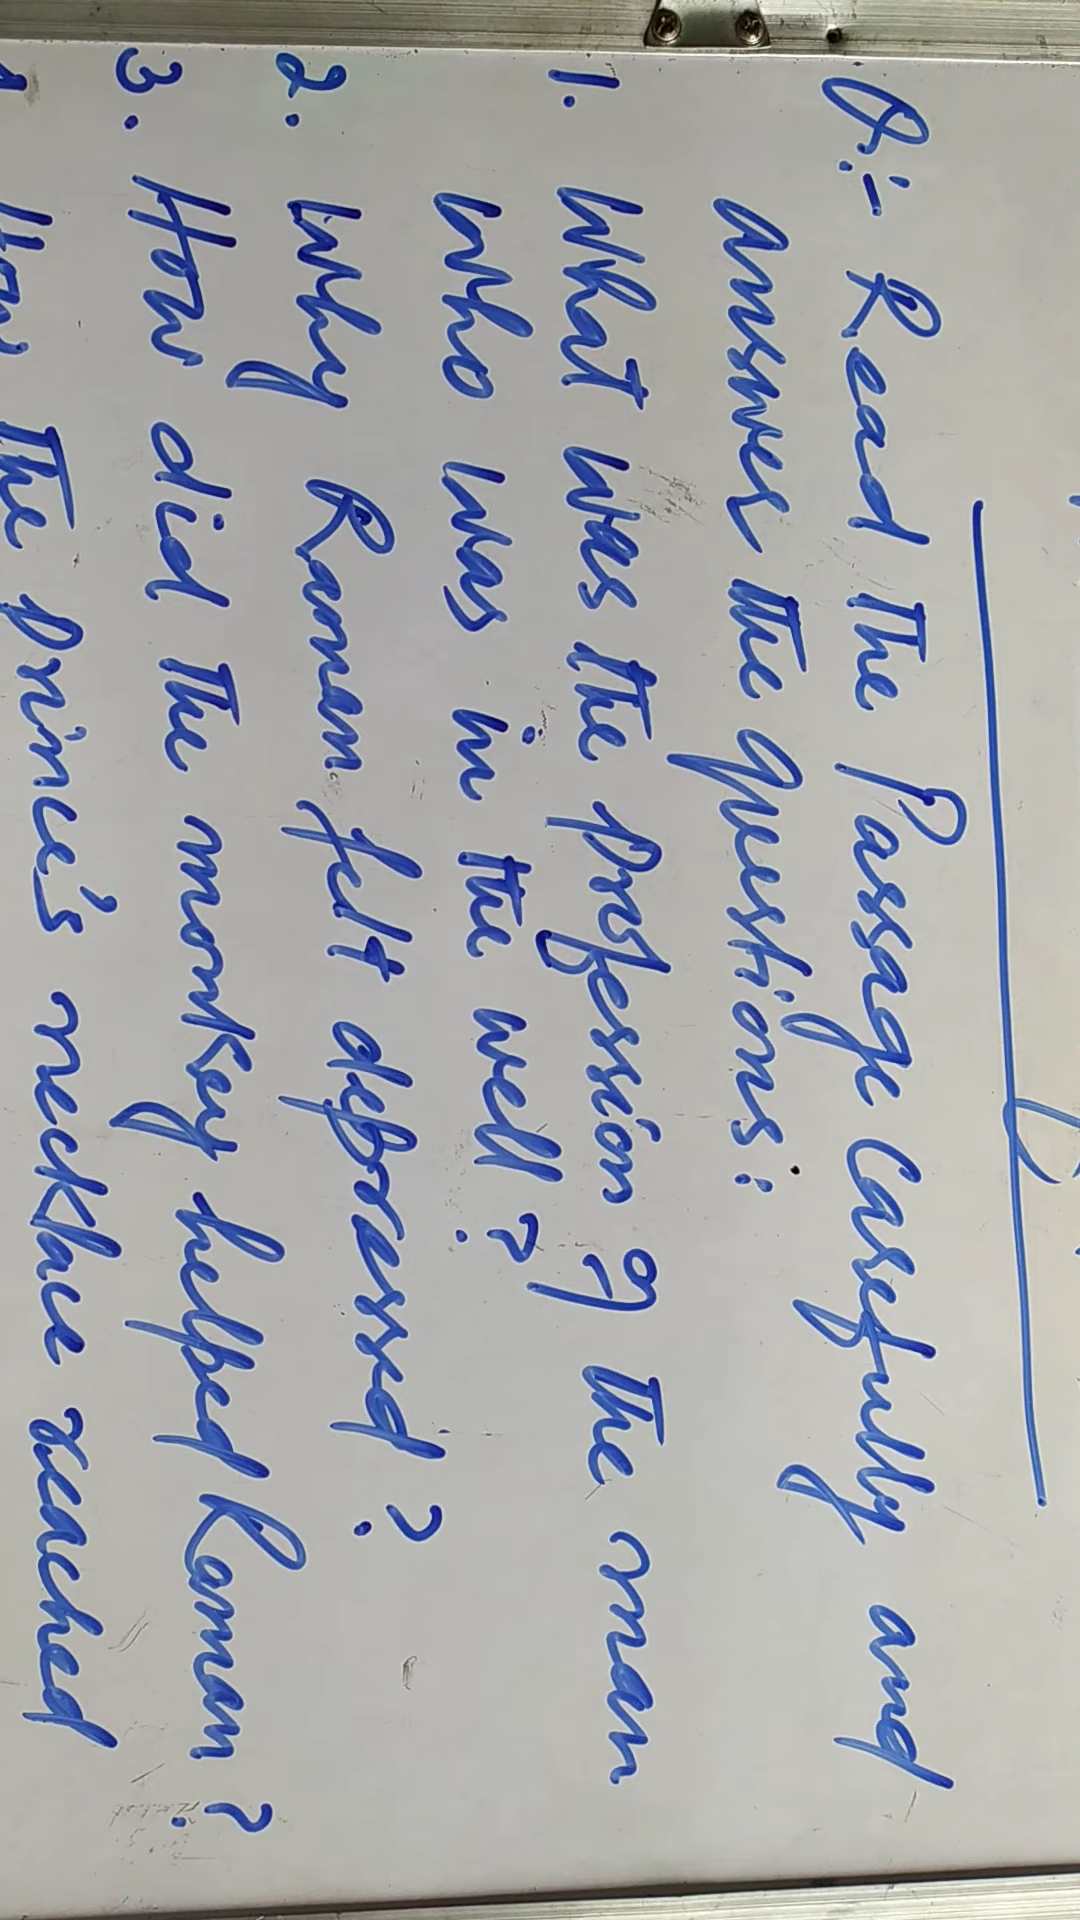 Q:- Read the Passage Carefully and
answer the questions:
1. What was the profession of the man
who was in the well?
2. Why Raman felt depressed?
3. How did the monkey helped Raman?
How the prince's necklace reached